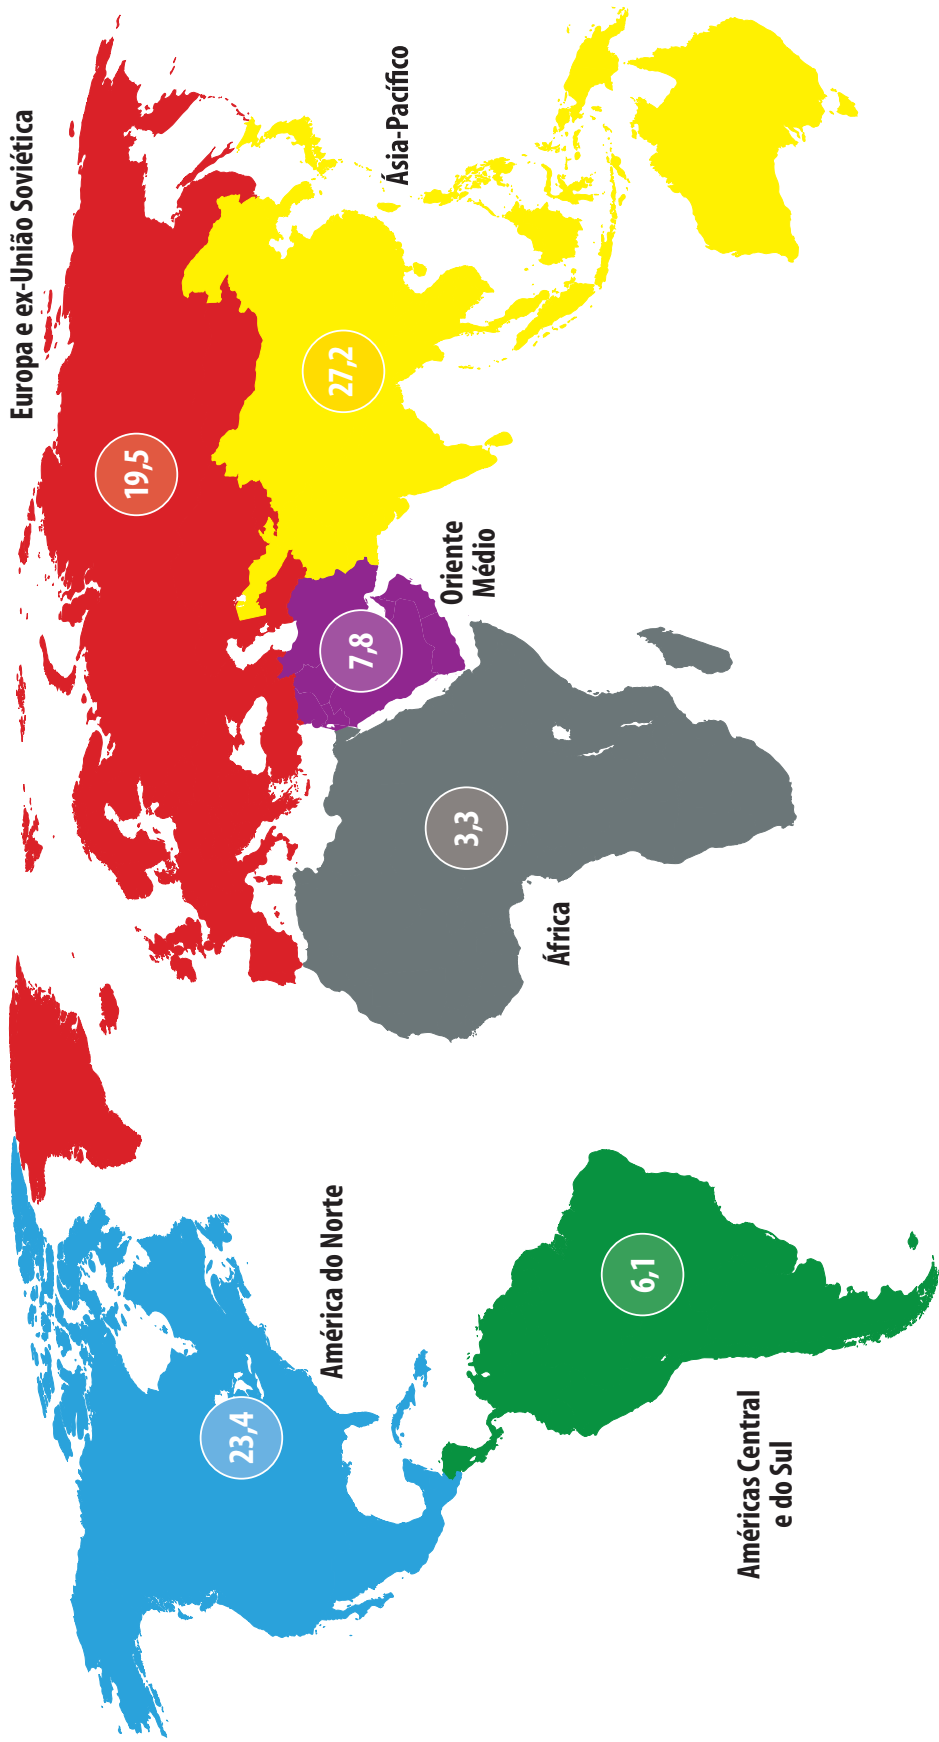 Europa e ex-União Soviética
19,5
América do Norte
23,4
Ásia-Pacífico
27,2
Oriente
Médio
7,8
África
3,3
Américas Central
e do Sul
6,1